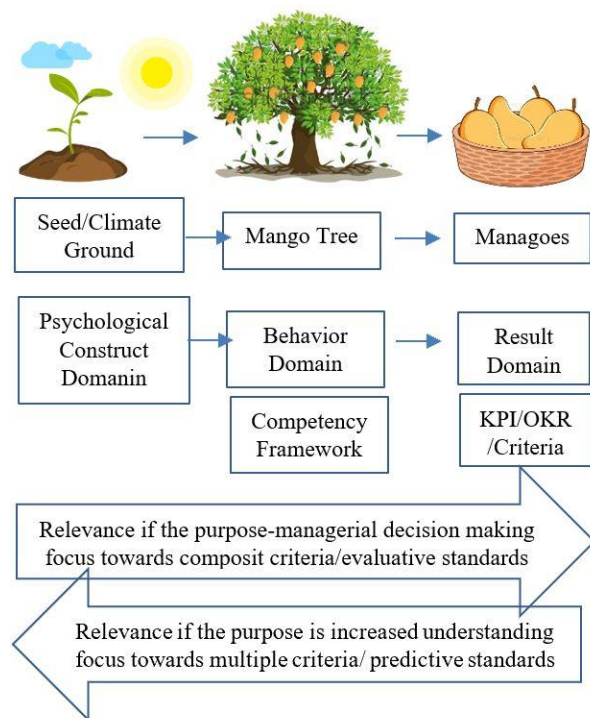 Seed/Climate
Ground
Mango Tree
Managoes
Psychological
Construct
Domanin
Behavior
Domain
Result
Domain
Competency
Framework
KPI/OKR
/Criteria
Relevance if the purpose-managerial decision making
focus towards composit criteria/evaluative standards
Relevance if the purpose is increased understanding
focus towards multiple criteria/ predictive standards